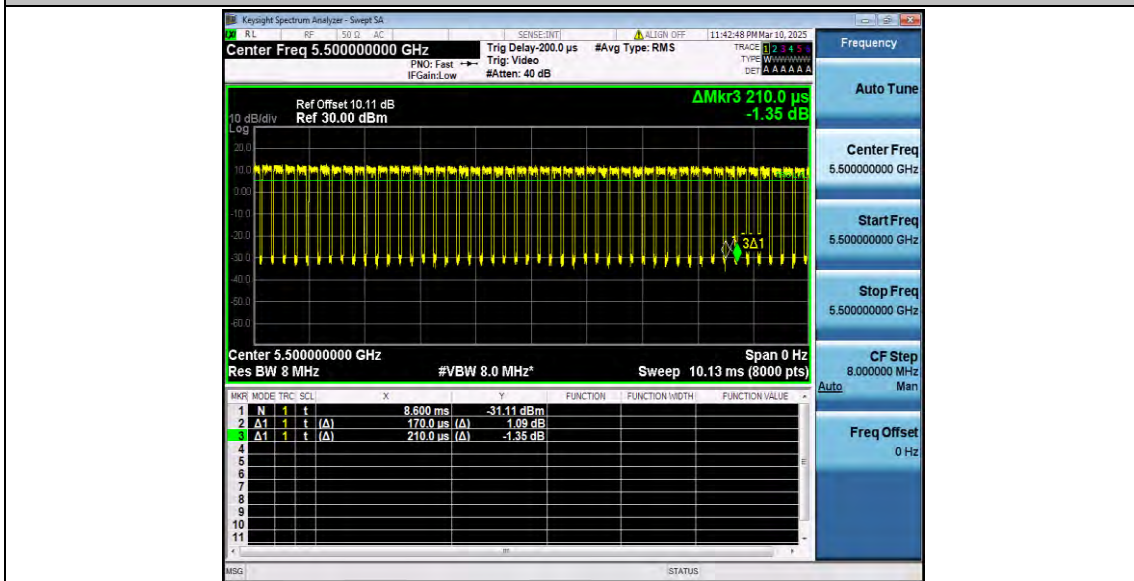 Keysight Spectrum Analyzer - Swept SA
RL RF 50 Ω AC SENSE:INT ALIGN OFF 11:42:48 PM Mar 10, 2025
Center Freq 5.500000000 GHz Trig Delay-200.0 µs #Avg Type: RMS TRACE 1 2 3 4 5 6
PNO: Fast Trig: Video TYPE WWWWWW
IFGain:Low #Atten: 40 dB DET A A A A A A
Frequency
Auto Tune
Center Freq
5.500000000 GHz
Start Freq
5.500000000 GHz
Stop Freq
5.500000000 GHz
CF Step
8.000000 MHz
Auto Man
Freq Offset
0 Hz
ΔMkr3 210.0 µs
-1.35 dB
Ref Offset 10.11 dB
10 dB/div Ref 30.00 dBm
Log
20.0
10.0
0.00
-10.0
-20.0
3Δ1
-30.0
-40.0
-50.0
-60.0
Center 5.500000000 GHz Span 0 Hz
Res BW 8 MHz #VBW 8.0 MHz* Sweep 10.13 ms (8000 pts)
MKR MODE TRC SCL X Y FUNCTION FUNCTION WIDTH FUNCTION VALUE
1 N 1 t 8.600 ms -31.11 dBm
2 Δ1 1 t (Δ) 170.0 µs (Δ) 1.09 dB
3 Δ1 1 t (Δ) 210.0 µs (Δ) -1.35 dB
4
5
6
7
8
9
10
11
MSG STATUS